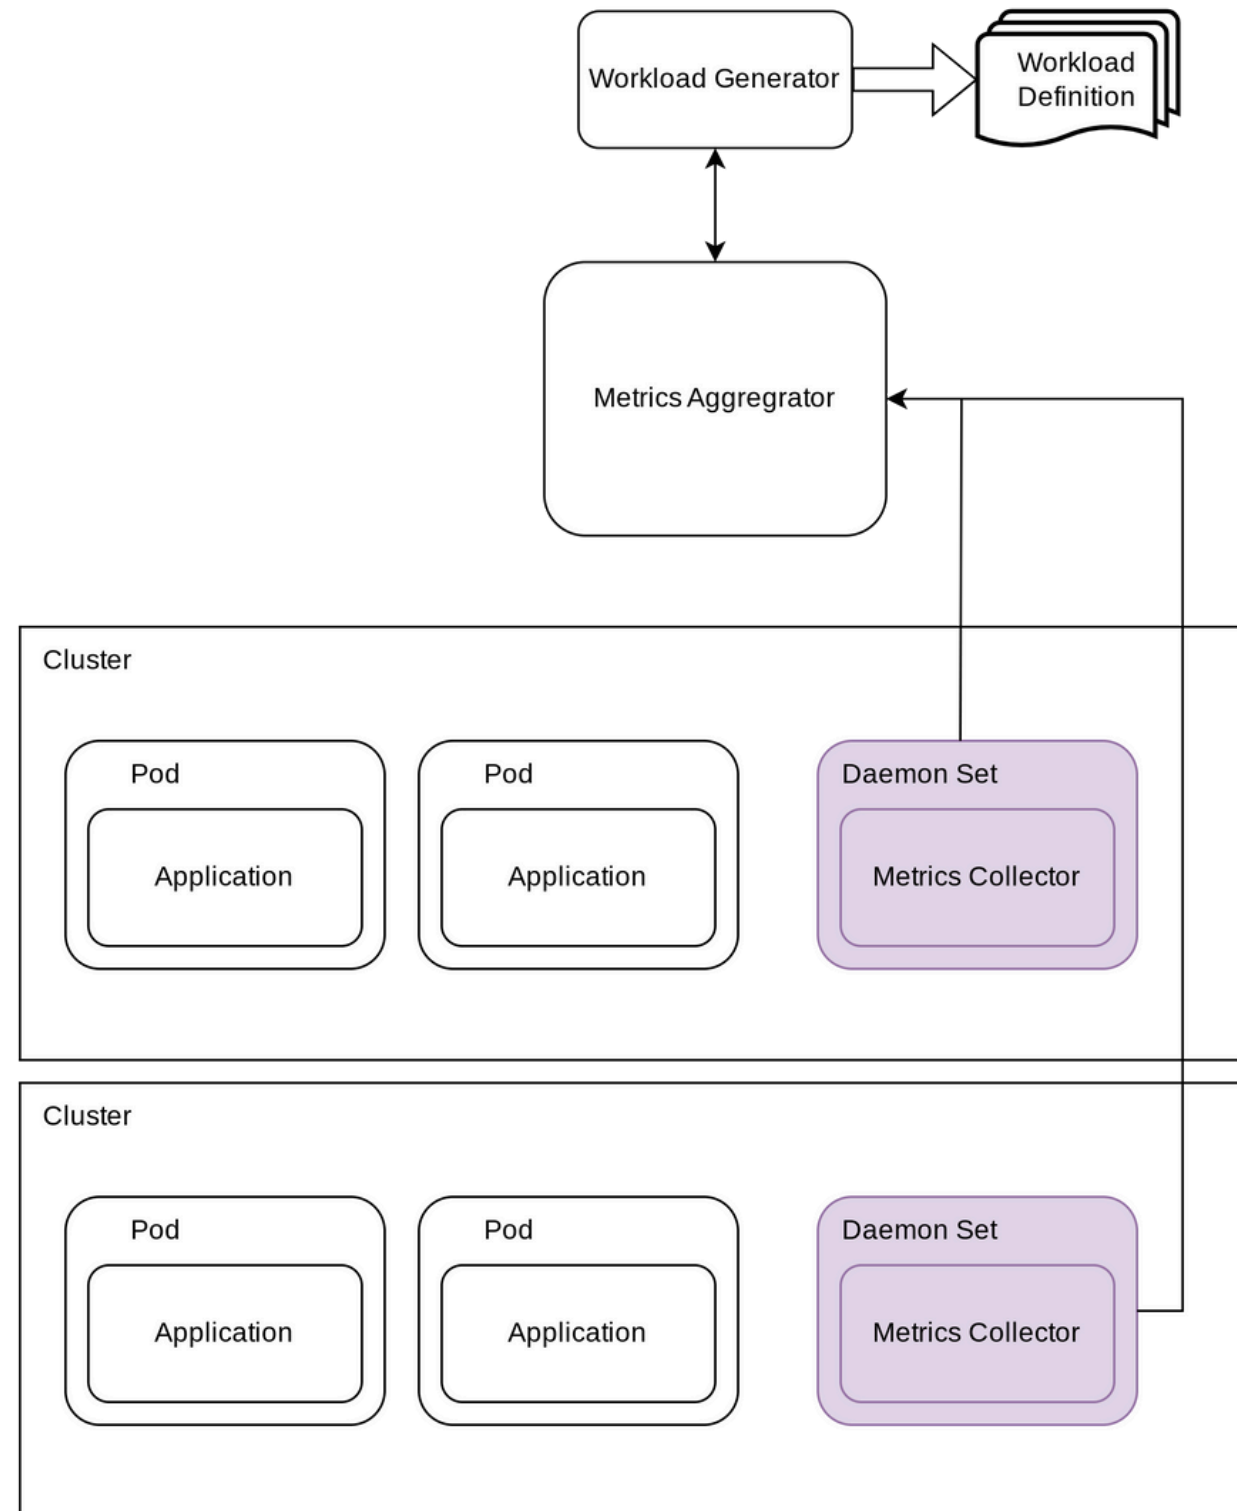 Workload Generator
Workload
Definition
Metrics Aggregrator
Cluster
Pod
Pod
Daemon Set
Application
Application
Metrics Collector
Cluster
Pod
Pod
Daemon Set
Application
Application
Metrics Collector